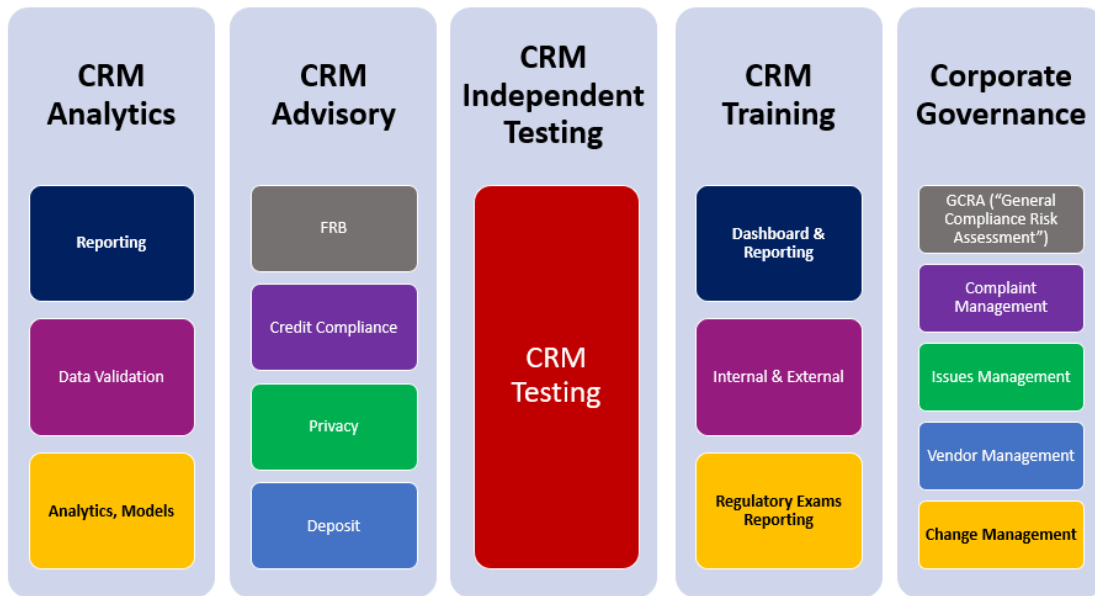 CRM
Analytics
Reporting
Data Validation
Analytics, Models
CRM
Advisory
FRB
Credit Compliance
Privacy
Deposit
CRM
Independent
Testing
CRM
Testing
CRM
Training
Dashboard &
Reporting
Internal & External
Regulatory Exams
Reporting
Corporate
Governance
GCRA (“General
Compliance Risk
Assessment”)
Complaint
Management
Issues Management
Vendor Management
Change Management